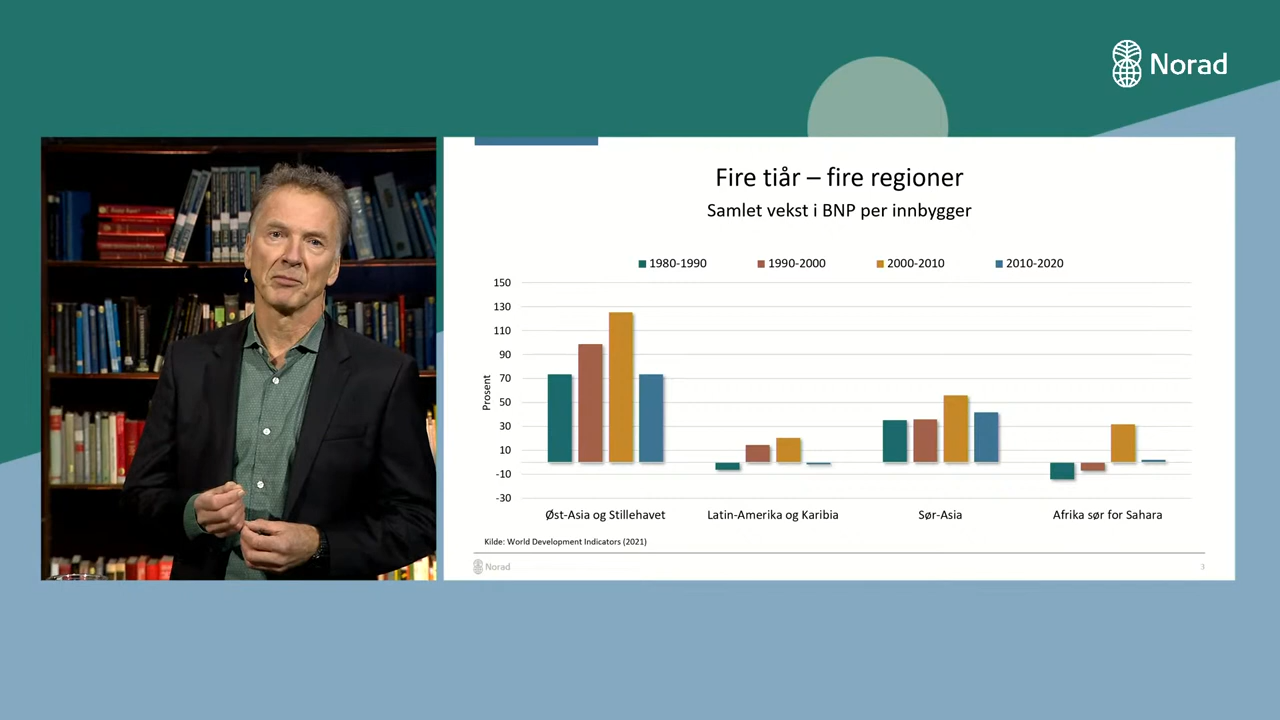 Norad
Fire tiår – fire regioner
Samlet vekst i BNP per innbygger
1980-1990 1990-2000 2000-2010 2010-2020
150
130
110
90
70
50
30
10
-10
-30
Prosent
Øst-Asia og Stillehavet Latin-Amerika og Karibia Sør-Asia Afrika sør for Sahara
Kilde: World Development Indicators (2021)
Norad 3